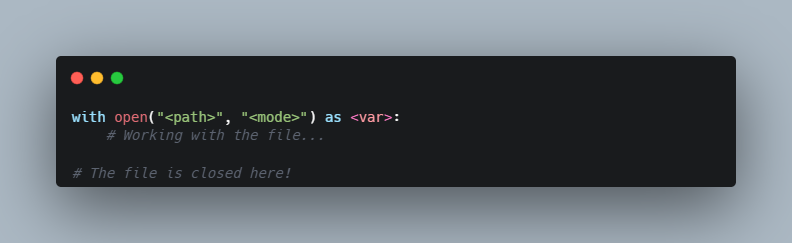 with open("<path>", "<mode>") as <var>:
    # Working with the file...
# The file is closed here!